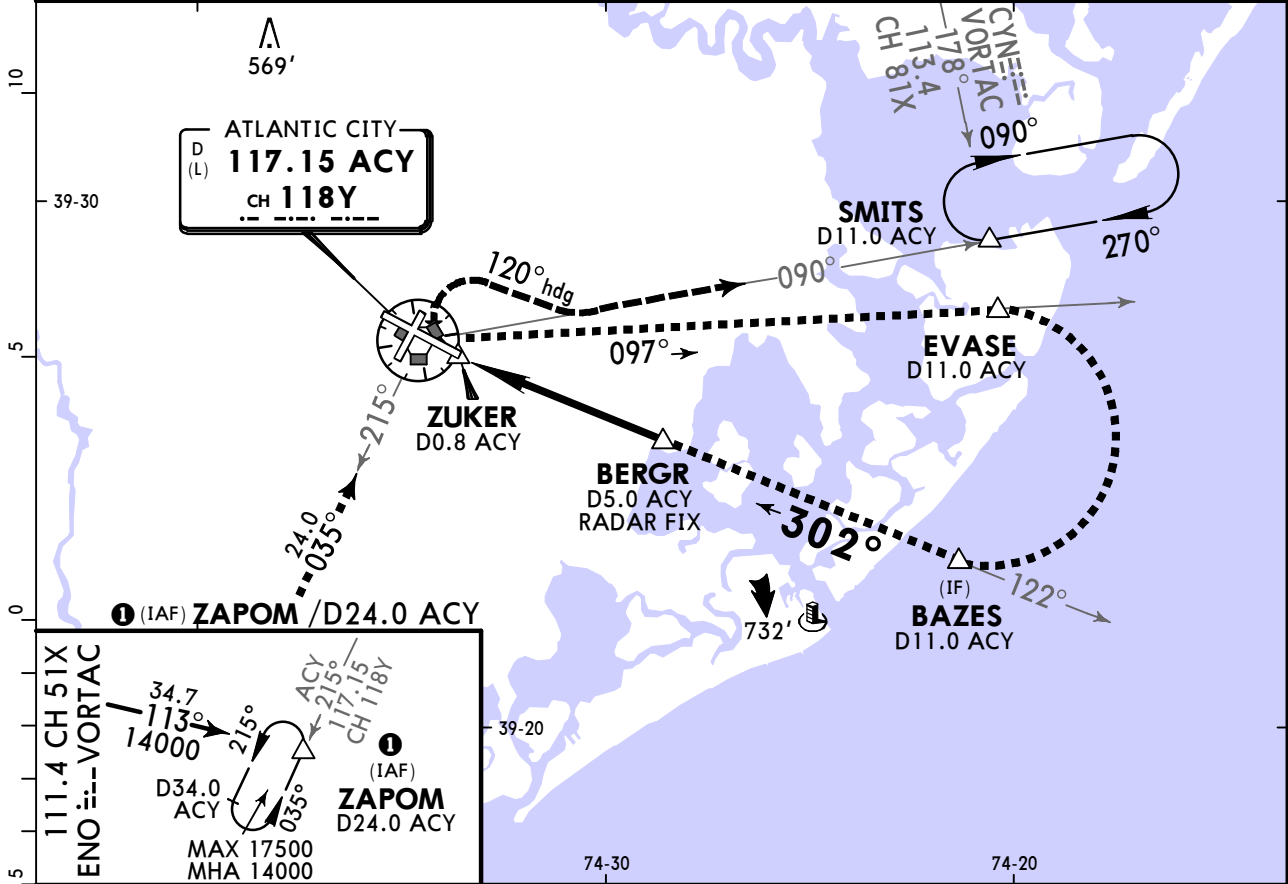 10
569'
ATLANTIC CITY
D
(L)
117.15 ACY
CH 118Y
CYN
VORTAC
178°
113.4
CH 81X
090°
39-30
SMITS
D11.0 ACY
270°
120° hdg
090°
5
097°
EVASE
D11.0 ACY
ZUKER
D0.8 ACY
215°
BERGR
D5.0 ACY
RADAR FIX
302°
24.0
035°
0
1 (IAF) ZAPOM /D24.0 ACY
732'
(IF)
BAZES
D11.0 ACY
122°
111.4 CH 51X
ENO VORTAC
34.7
113°
14000
215°
ACY
215°
117.15
CH 118Y
1
(IAF)
ZAPOM
D24.0 ACY
D34.0
ACY
035°
MAX 17500
MHA 14000
39-20
5
74-30
74-20